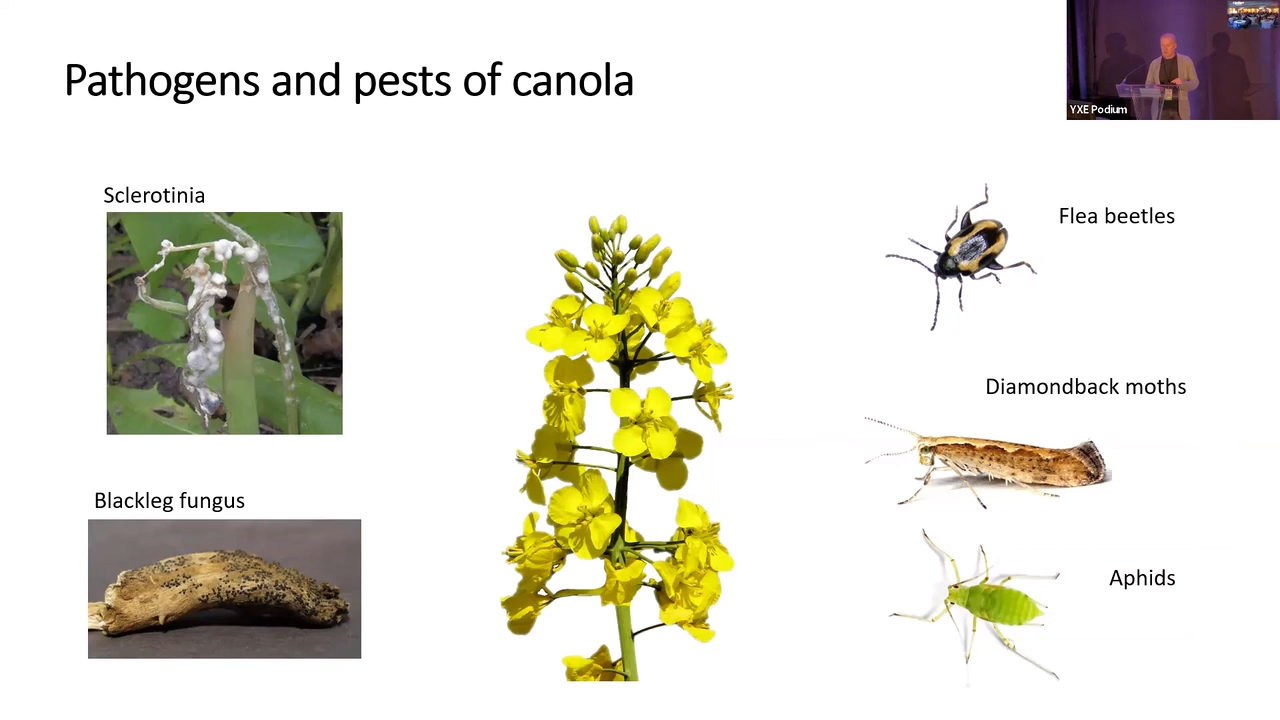 Pathogens and pests of canola
YXE Podium
Sclerotinia
Flea beetles
Diamondback moths
Blackleg fungus
Aphids